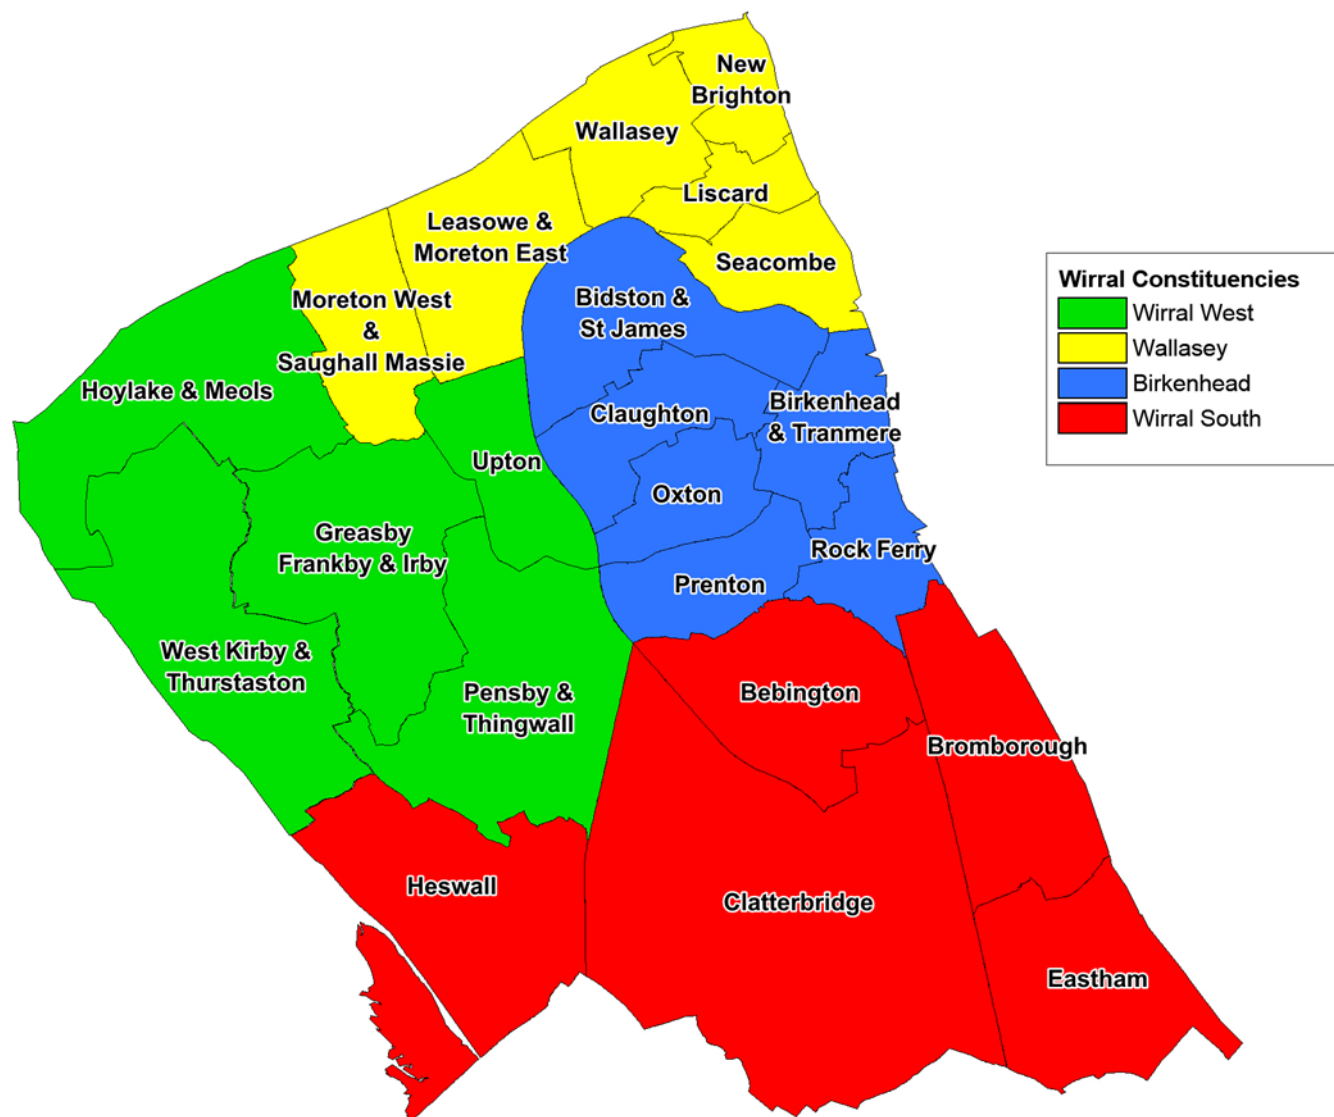 New
Brighton
Wallasey
Liscard
Leasowe &
Moreton East
Seacombe
Moreton West
&
Saughall Massie
Bidston &
St James
Hoylake & Meols
Claughton
Birkenhead
& Tranmere
Upton
Oxton
Greasby
Frankby & Irby
Rock Ferry
Prenton
West Kirby &
Thurstaston
Pensby &
Thingwall
Bebington
Bromborough
Heswall
Clatterbridge
Eastham
Wirral Constituencies
Wirral West
Wallasey
Birkenhead
Wirral South